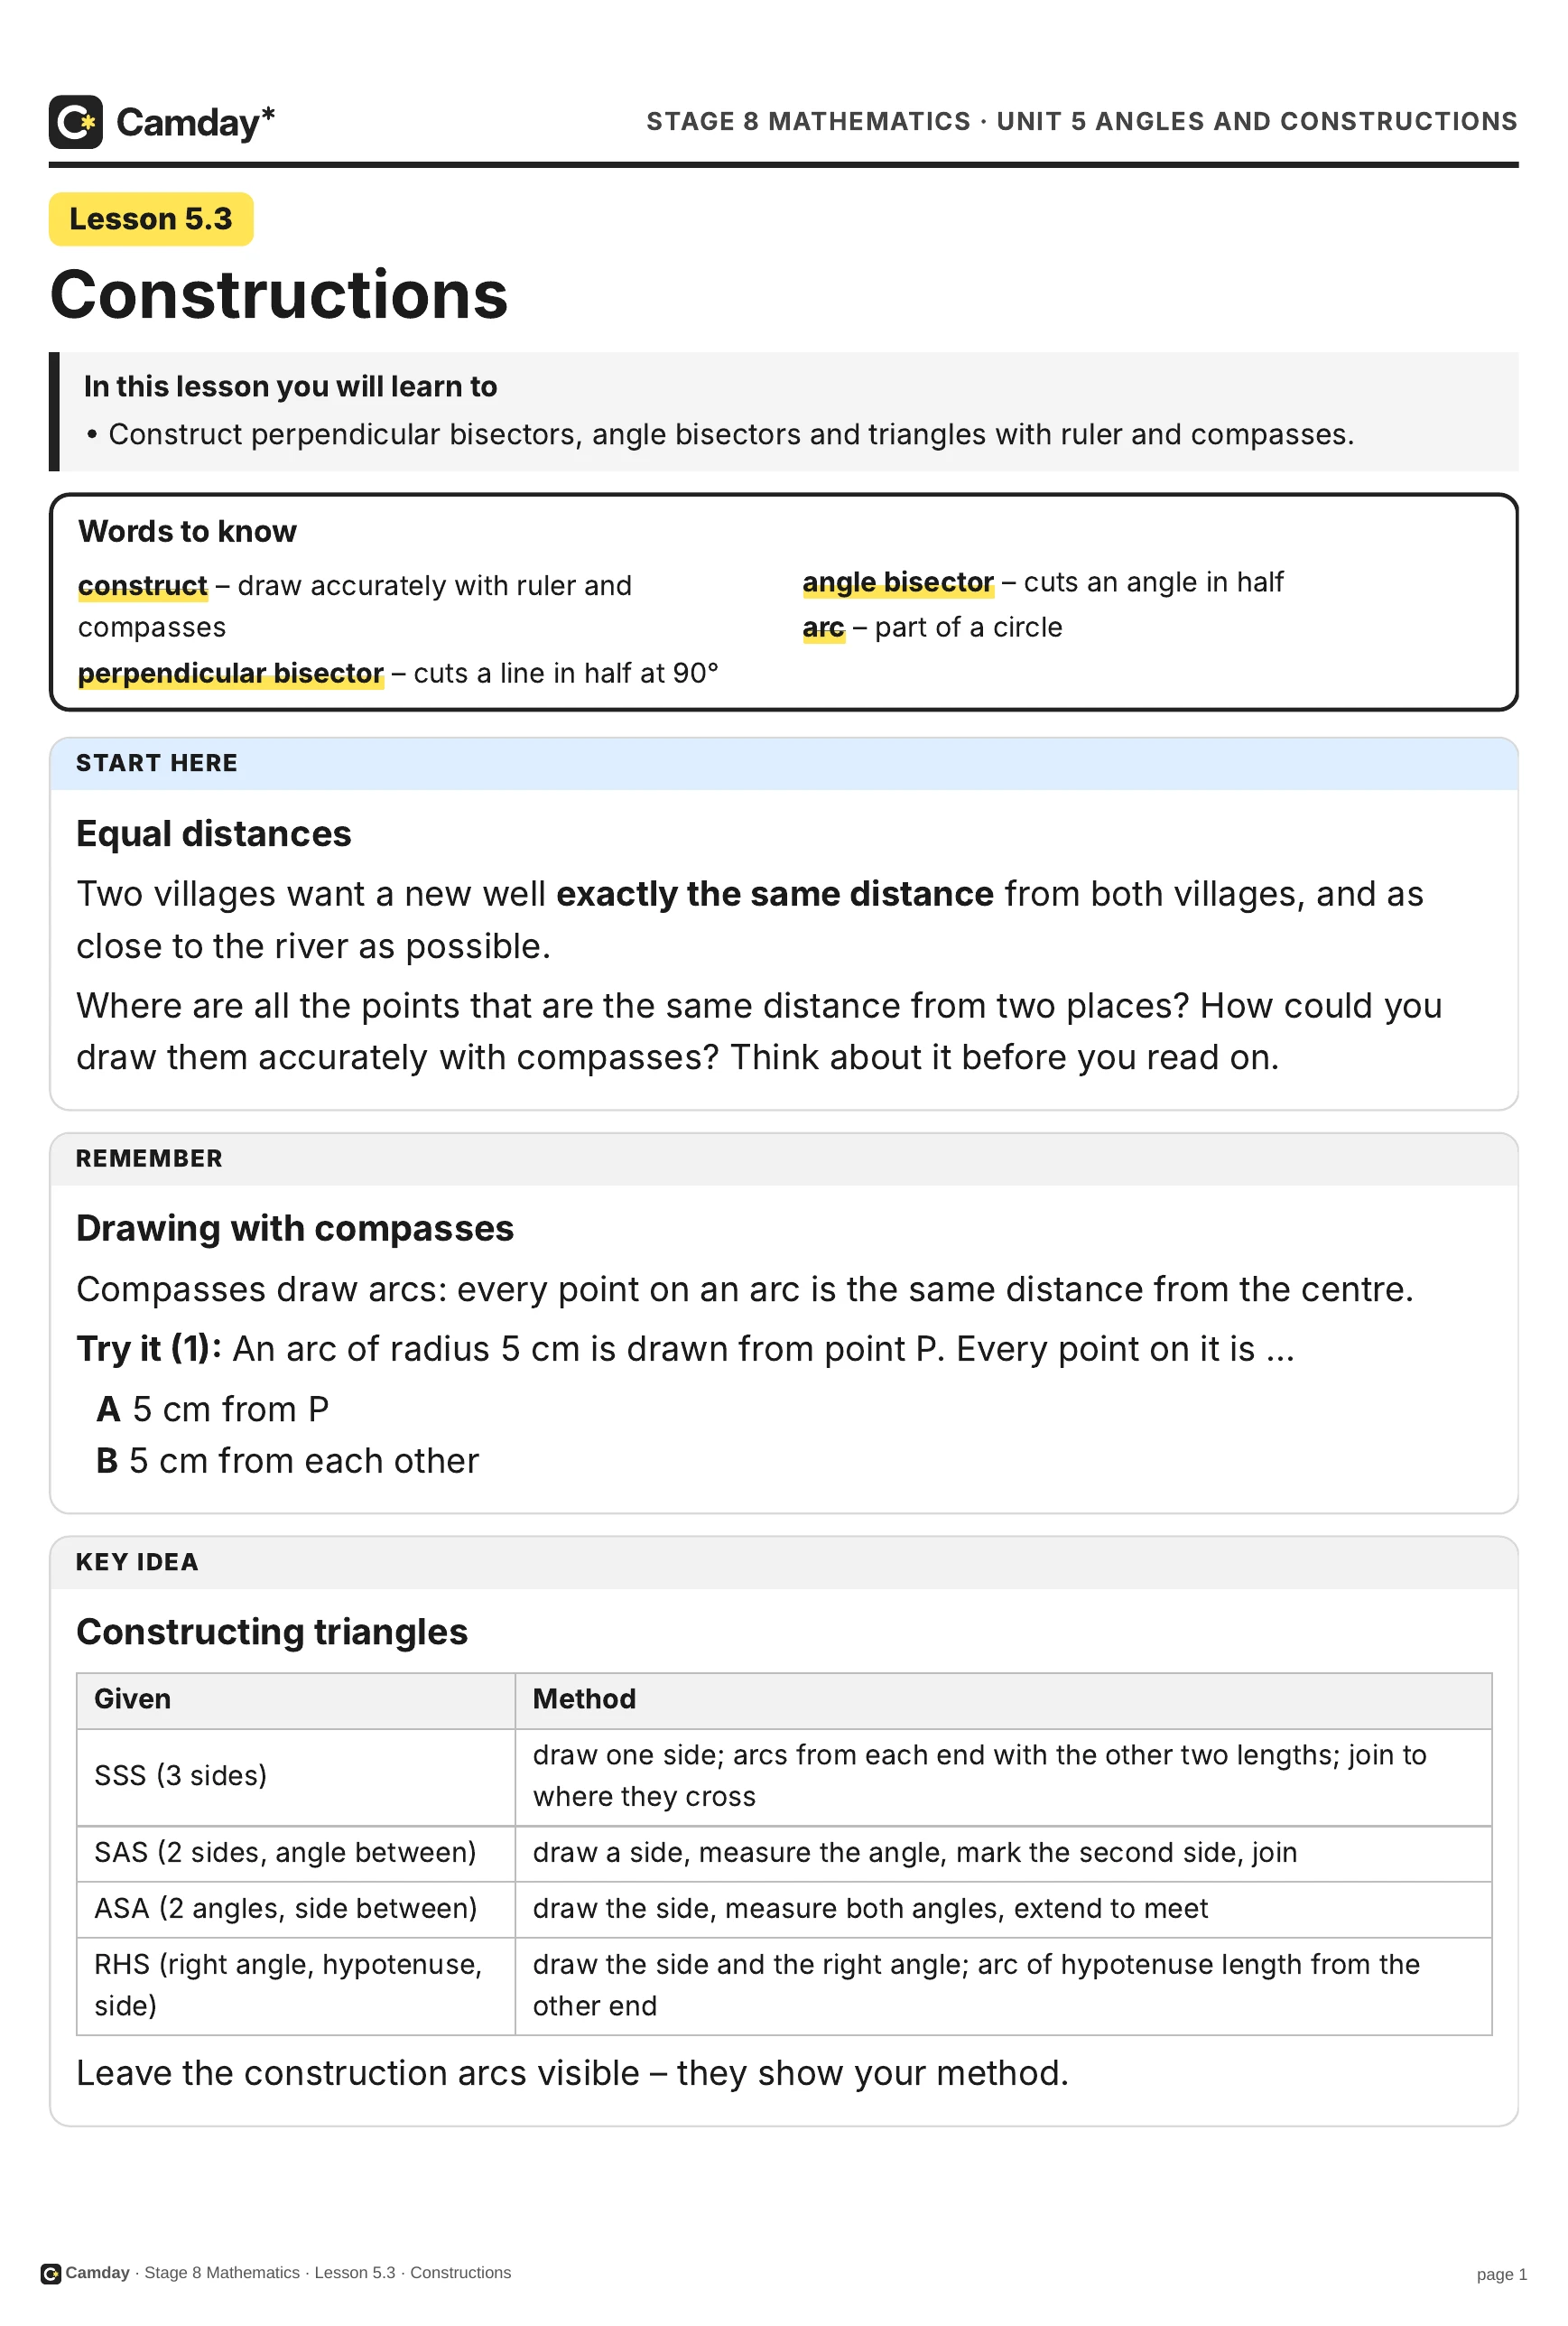 Camday*
STAGE 8 MATHEMATICS · UNIT 5 ANGLES AND CONSTRUCTIONS
Lesson 5.3
Constructions
In this lesson you will learn to
• Construct perpendicular bisectors, angle bisectors and triangles with ruler and compasses.
Words to know
construct – draw accurately with ruler and
compasses
perpendicular bisector – cuts a line in half at 90°
angle bisector – cuts an angle in half
arc – part of a circle
START HERE
Equal distances
Two villages want a new well exactly the same distance from both villages, and as
close to the river as possible.
Where are all the points that are the same distance from two places? How could you
draw them accurately with compasses? Think about it before you read on.
REMEMBER
Drawing with compasses
Compasses draw arcs: every point on an arc is the same distance from the centre.
Try it (1): An arc of radius 5 cm is drawn from point P. Every point on it is ...
A 5 cm from P
B 5 cm from each other
KEY IDEA
Constructing triangles
Given
Method
SSS (3 sides)
draw one side; arcs from each end with the other two lengths; join to
where they cross
SAS (2 sides, angle between)
draw a side, measure the angle, mark the second side, join
ASA (2 angles, side between)
draw the side, measure both angles, extend to meet
RHS (right angle, hypotenuse,
side)
draw the side and the right angle; arc of hypotenuse length from the
other end
Leave the construction arcs visible – they show your method.
Camday · Stage 8 Mathematics · Lesson 5.3 · Constructions
page 1